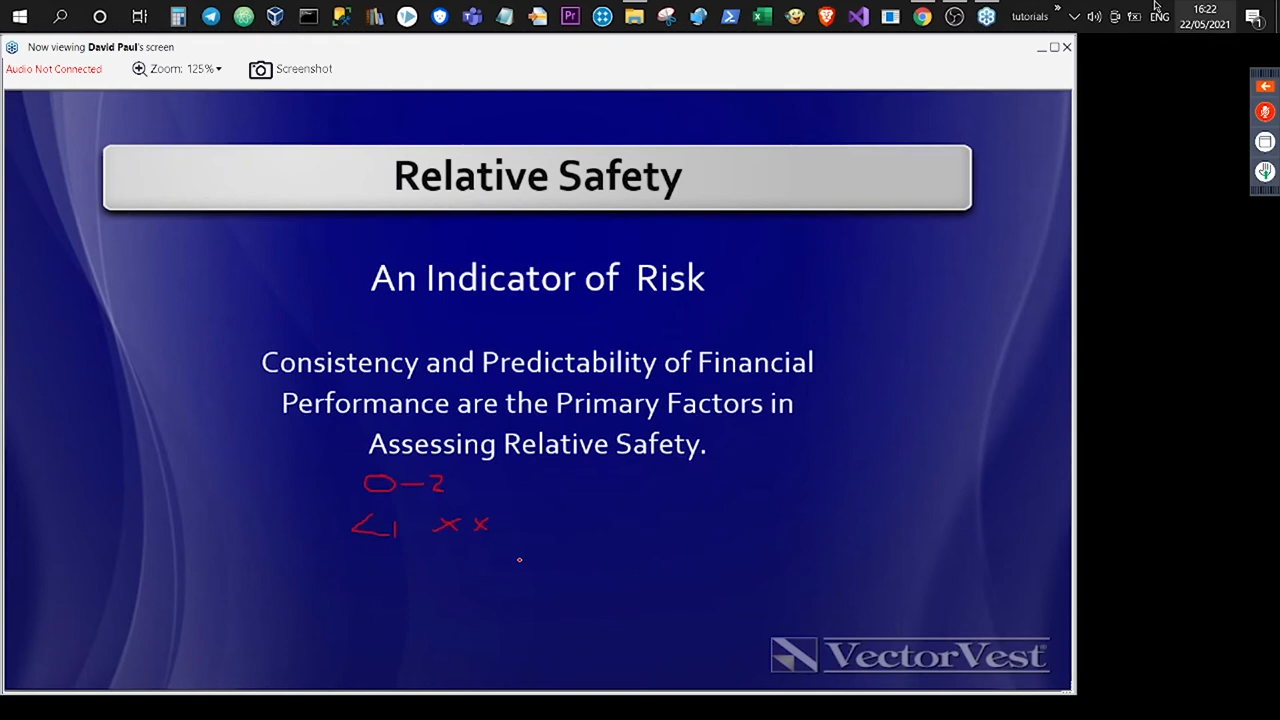 tutorials
»
ENG
16:22
22/05/2021
1
Now viewing David Paul's screen
Audio Not Connected
Zoom: 125%
Screenshot
Relative Safety
An Indicator of Risk
Consistency and Predictability of Financial
Performance are the Primary Factors in
Assessing Relative Safety.
0-2
<1 x x
VectorVest®